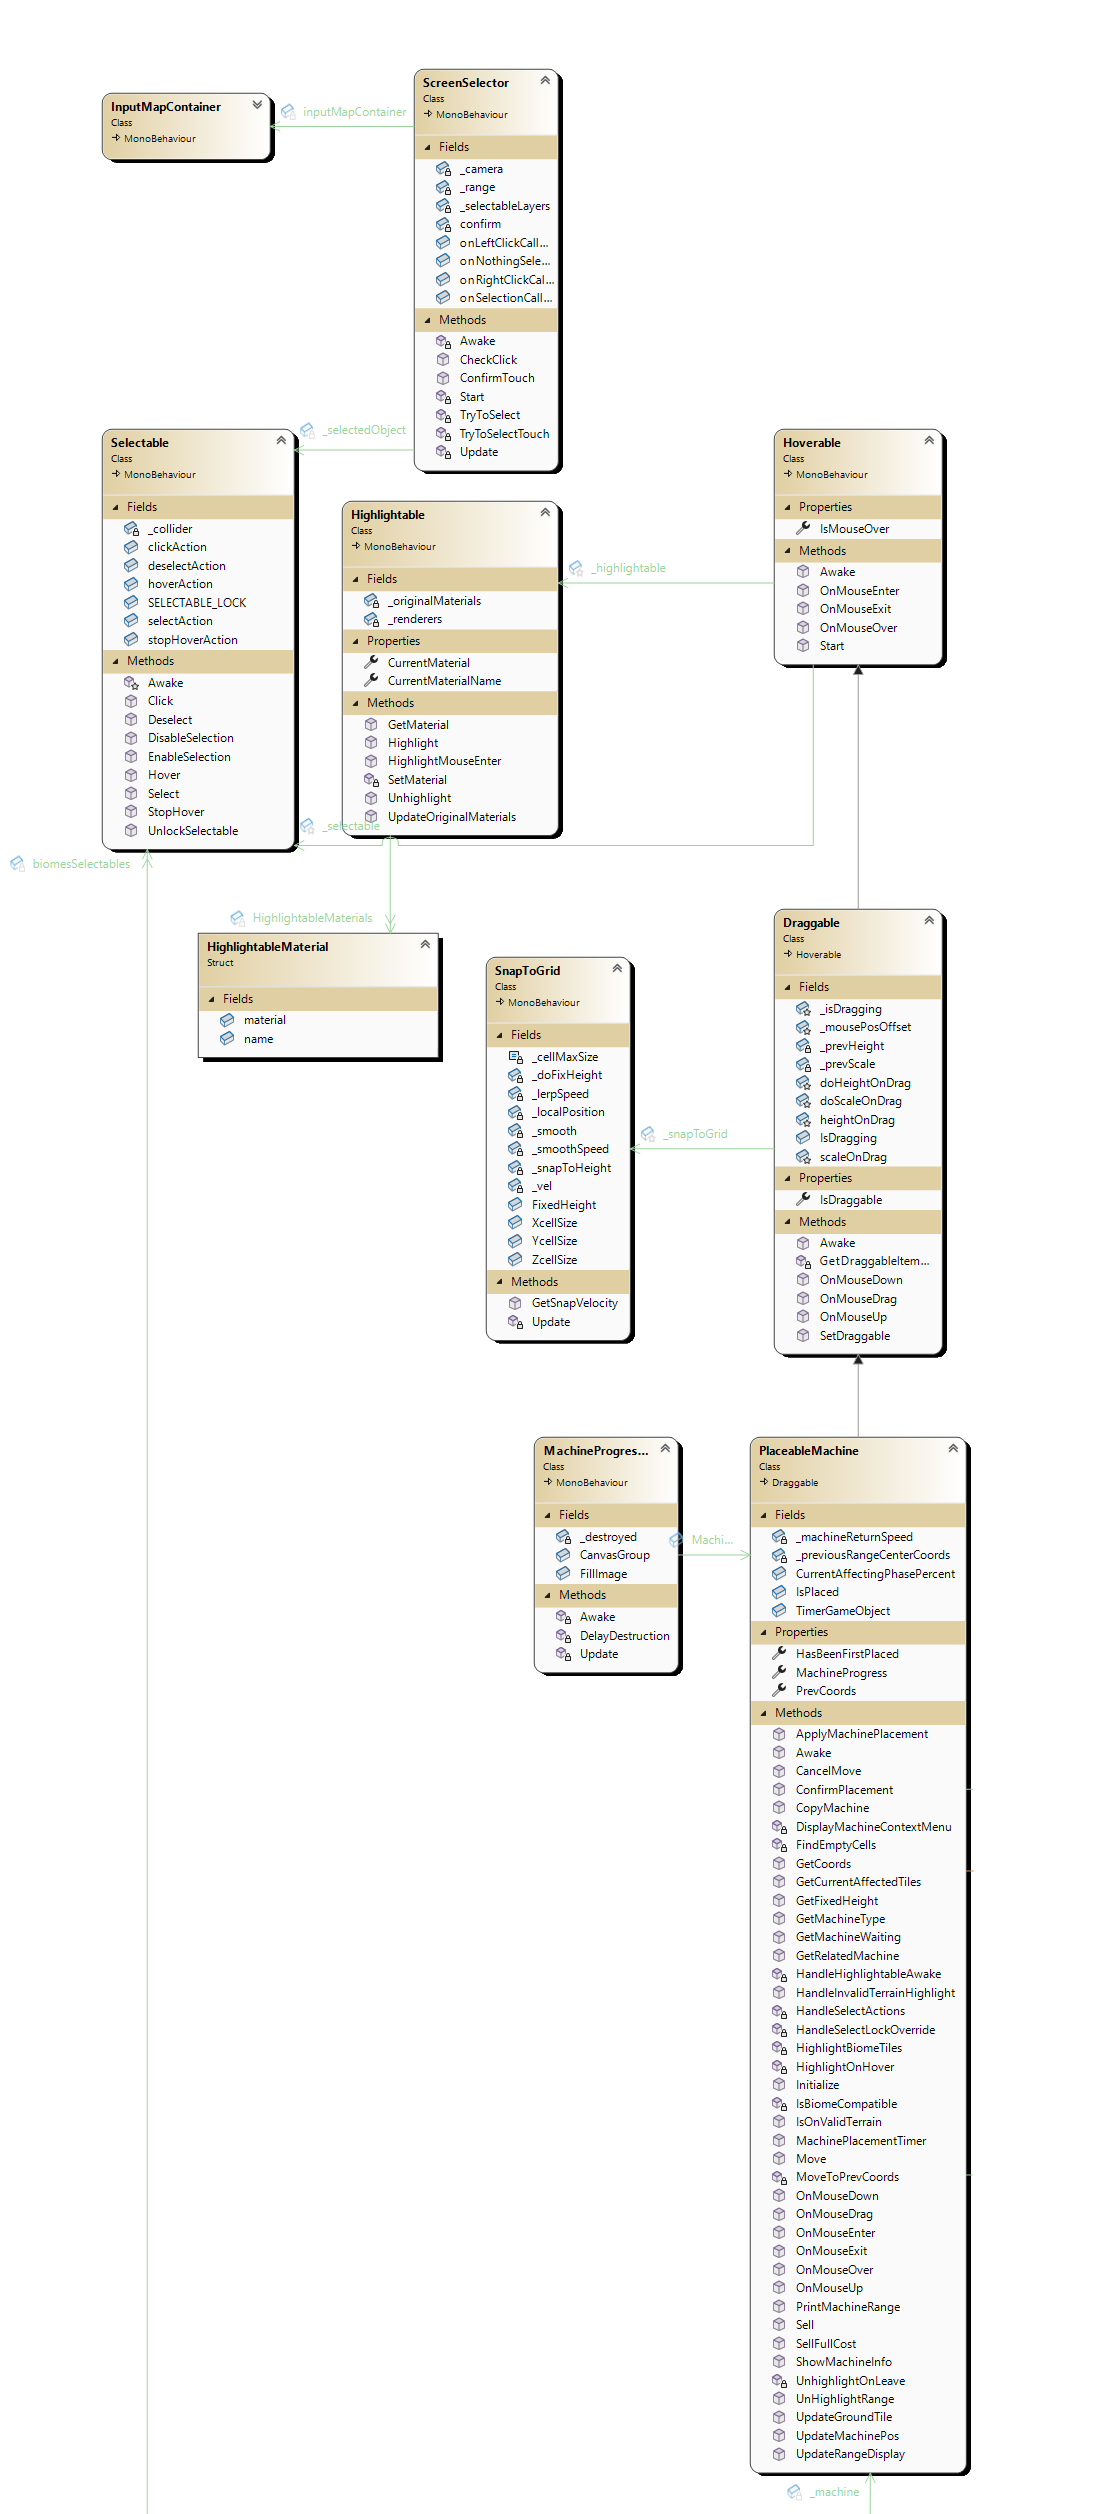 ScreenSelector
Class
MonoBehaviour
Fields
_camera
_range
_selectableLayers
confirm
onLeftClickCall...
onNothingSele...
onRightClickCal...
onSelectionCall...
Methods
Awake
CheckClick
ConfirmTouch
Start
TryToSelect
TryToSelectTouch
Update
InputMapContainer
Class
MonoBehaviour
inputMapContainer
_selectedObject
Selectable
Class
MonoBehaviour
Fields
_collider
clickAction
deselectAction
hoverAction
SELECTABLE_LOCK
selectAction
stopHoverAction
Methods
Awake
Click
Deselect
DisableSelection
EnableSelection
Hover
Select
StopHover
UnlockSelectable
Highlightable
Class
MonoBehaviour
Fields
_originalMaterials
_renderers
Properties
CurrentMaterial
CurrentMaterialName
Methods
GetMaterial
Highlight
HighlightMouseEnter
SetMaterial
Unhighlight
UpdateOriginalMaterials
_highlightable
_selectable
Hoverable
Class
MonoBehaviour
Properties
IsMouseOver
Methods
Awake
OnMouseEnter
OnMouseExit
OnMouseOver
Start
biomesSelectables
HighlightableMaterials
HighlightableMaterial
Struct
Fields
material
name
SnapToGrid
Class
MonoBehaviour
Fields
_cellMaxSize
_doFixHeight
_lerpSpeed
_localPosition
_smooth
_smoothSpeed
_snapToHeight
_vel
FixedHeight
XcellSize
YcellSize
ZcellSize
Methods
GetSnapVelocity
Update
_snapToGrid
Draggable
Class
Hoverable
Fields
_isDragging
_mousePosOffset
_prevHeight
_prevScale
doHeightOnDrag
doScaleOnDrag
heightOnDrag
IsDragging
scaleOnDrag
Properties
IsDraggable
Methods
Awake
GetDraggableItem...
OnMouseDown
OnMouseDrag
OnMouseUp
SetDraggable
MachineProgres...
Class
MonoBehaviour
Fields
_destroyed
CanvasGroup
FillImage
Methods
Awake
DelayDestruction
Update
Machi...
PlaceableMachine
Class
Draggable
Fields
_machineReturnSpeed
_previousRangeCenterCoords
CurrentAffectingPhasePercent
IsPlaced
TimerGameObject
Properties
HasBeenFirstPlaced
MachineProgress
PrevCoords
Methods
ApplyMachinePlacement
Awake
CancelMove
ConfirmPlacement
CopyMachine
DisplayMachineContextMenu
FindEmptyCells
GetCoords
GetCurrentAffectedTiles
GetFixedHeight
GetMachineType
GetMachineWaiting
GetRelatedMachine
HandleHighlightableAwake
HandleInvalidTerrainHighlight
HandleSelectActions
HandleSelectLockOverride
HighlightBiomeTiles
HighlightOnHover
Initialize
IsBiomeCompatible
IsOnValidTerrain
MachinePlacementTimer
Move
MoveToPrevCoords
OnMouseDown
OnMouseDrag
OnMouseEnter
OnMouseExit
OnMouseOver
OnMouseUp
PrintMachineRange
Sell
SellFullCost
ShowMachineInfo
UnhighlightOnLeave
UnHighlightRange
UpdateGroundTile
UpdateMachinePos
UpdateRangeDisplay
_machine